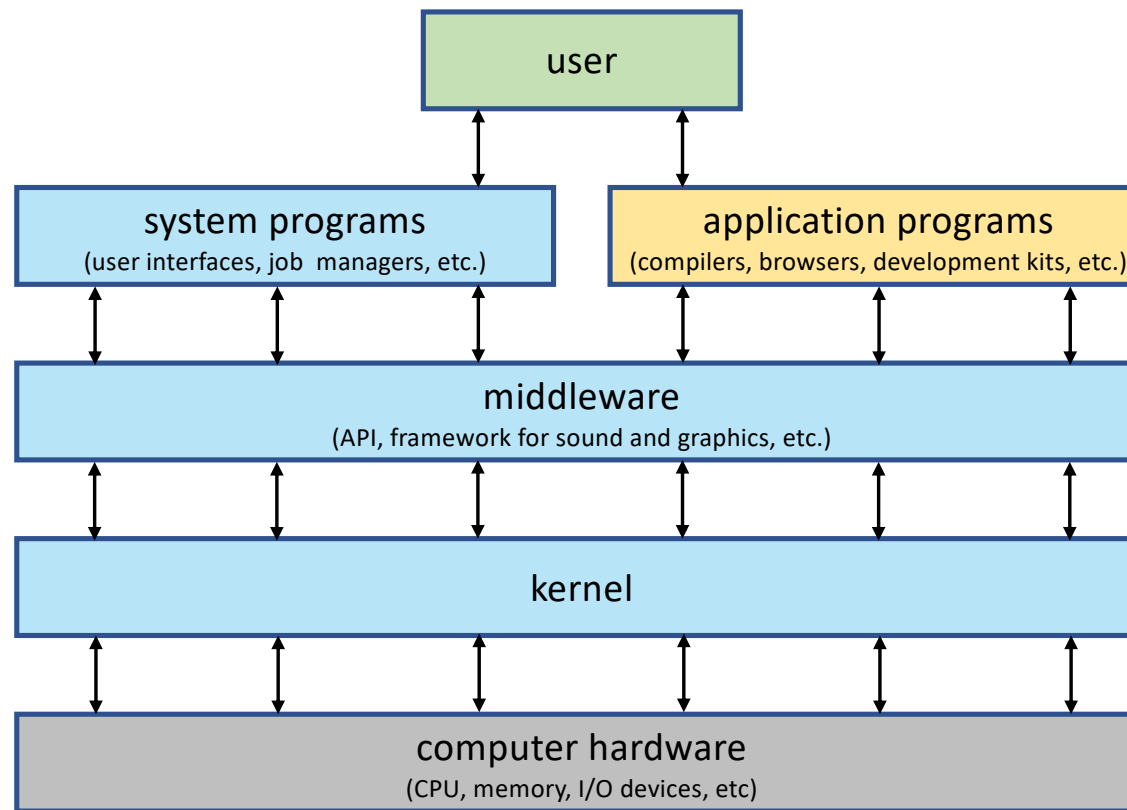 user
system programs
(user interfaces, job  managers, etc.)
application programs
(compilers, browsers, development kits, etc.)
middleware
(API, framework for sound and graphics, etc.)
kernel
computer hardware
(CPU, memory, I/O devices, etc)